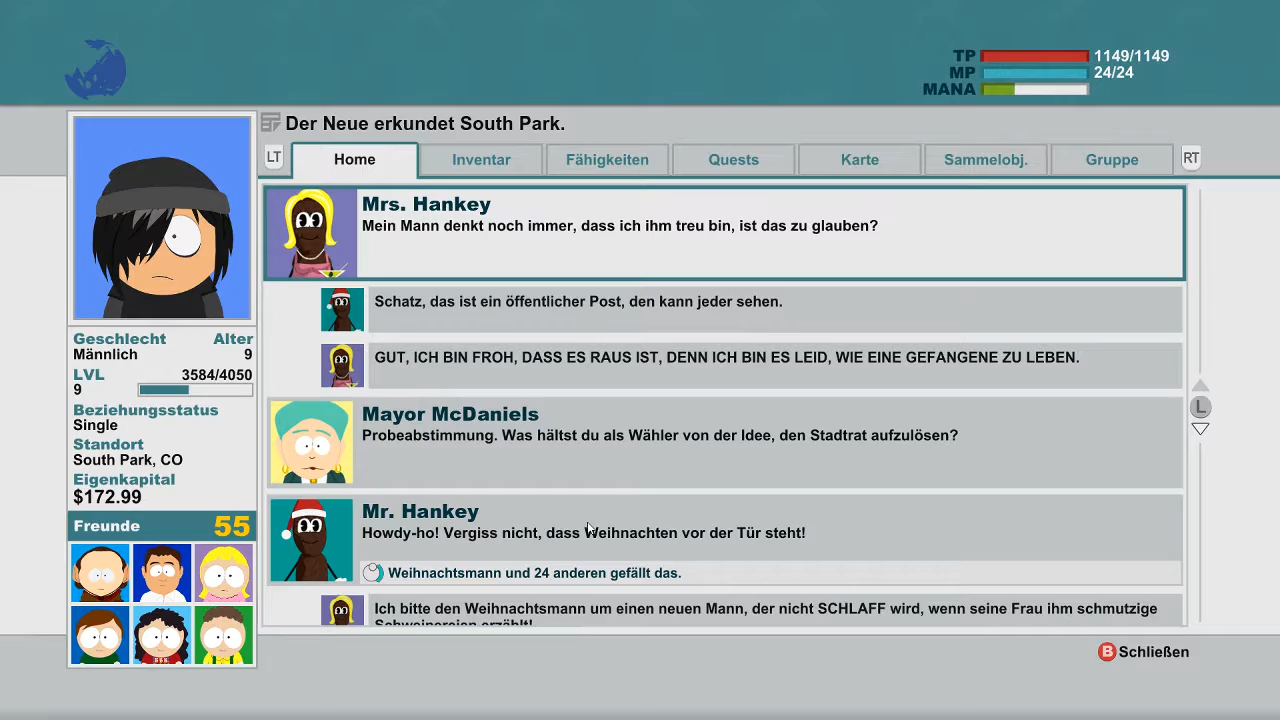 TP 1149/1149
MP 24/24
MANA
Der Neue erkundet South Park.
LT Home Inventar Fähigkeiten Quests Karte Sammelobj. Gruppe RT
Geschlecht Alter
Männlich 9
LVL 3584/4050
9
Beziehungsstatus
Single
Standort
South Park, CO
Eigenkapital
$172.99
Freunde 55
Mrs. Hankey
Mein Mann denkt noch immer, dass ich ihm treu bin, ist das zu glauben?
Schatz, das ist ein öffentlicher Post, den kann jeder sehen.
GUT, ICH BIN FROH, DASS ES RAUS IST, DENN ICH BIN ES LEID, WIE EINE GEFANGENE ZU LEBEN.
Mayor McDaniels
Probeabstimmung. Was hältst du als Wähler von der Idee, den Stadtrat aufzulösen?
Mr. Hankey
Howdy-ho! Vergiss nicht, dass Weihnachten vor der Tür steht!
Weihnachtsmann und 24 anderen gefällt das.
Ich bitte den Weihnachtsmann um einen neuen Mann, der nicht SCHLAFF wird, wenn seine Frau ihm schmutzige
Schweinereien erzählt!
L
B Schließen